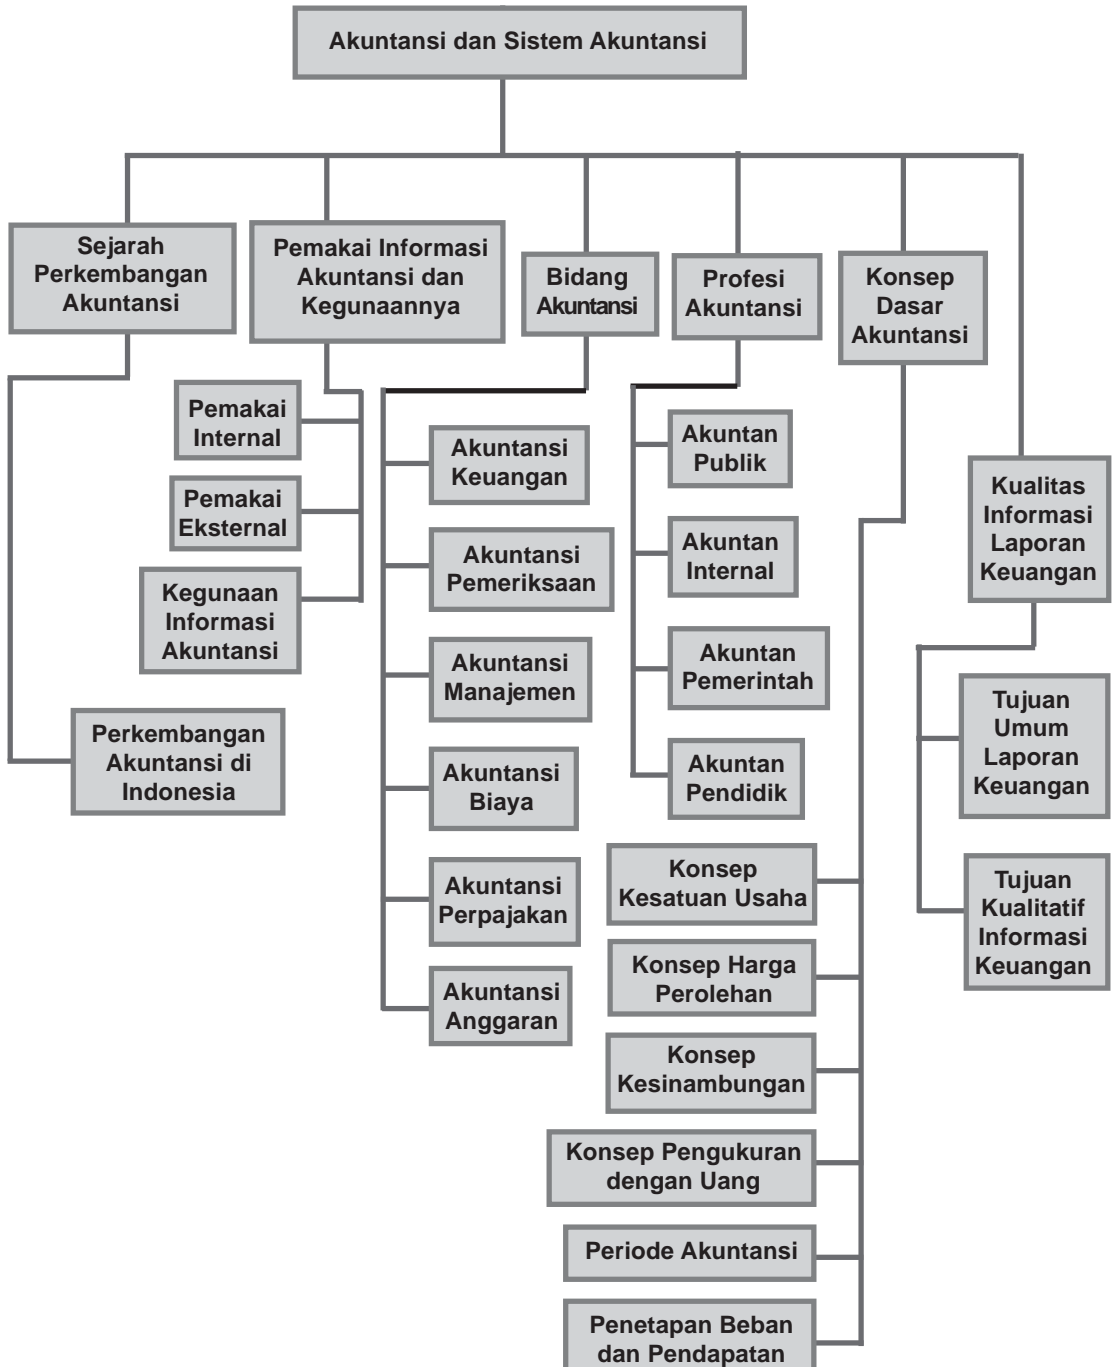 Akuntansi dan Sistem Akuntansi
Sejarah
Perkembangan
Akuntansi
Pemakai Informasi
Akuntansi dan
Kegunaannya
Bidang
Akuntansi
Profesi
Akuntansi
Konsep
Dasar
Akuntansi
Kualitas
Informasi
Laporan
Keuangan
Perkembangan
Akuntansi di
Indonesia
Pemakai
Internal
Pemakai
Eksternal
Kegunaan
Informasi
Akuntansi
Akuntansi
Keuangan
Akuntansi
Pemeriksaan
Akuntansi
Manajemen
Akuntansi
Biaya
Akuntansi
Perpajakan
Akuntansi
Anggaran
Akuntan
Publik
Akuntan
Internal
Akuntan
Pemerintah
Akuntan
Pendidik
Konsep
Kesatuan Usaha
Konsep Harga
Perolehan
Konsep
Kesinambungan
Konsep Pengukuran
dengan Uang
Periode Akuntansi
Penetapan Beban
dan Pendapatan
Tujuan
Umum
Laporan
Keuangan
Tujuan
Kualitatif
Informasi
Keuangan